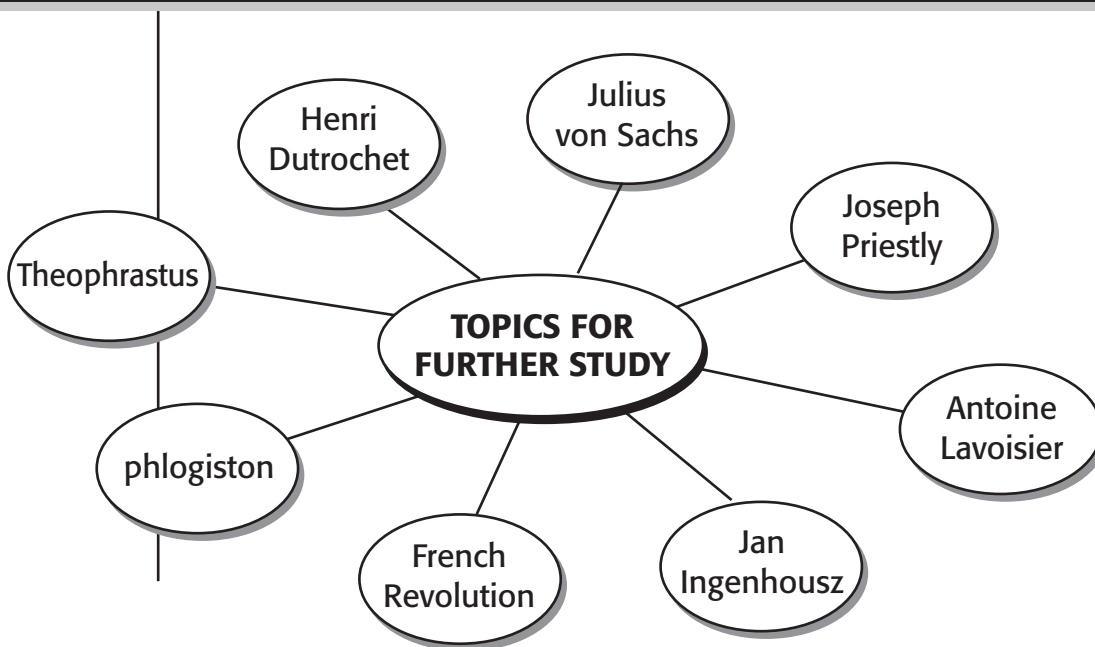 Julius
von Sachs
Henri
Dutrochet
Joseph
Priestly
Theophrastus
TOPICS FOR
FURTHER STUDY
Antoine
Lavoisier
phlogiston
French
Revolution
Jan
Ingenhousz